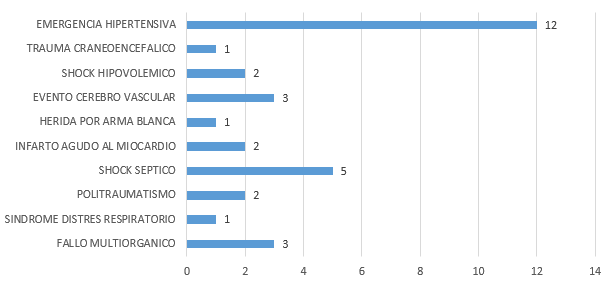 EMERGENCIA HIPERTENSIVA 12
TRAUMA CRANEOENCEFALICO 1
SHOCK HIPOVOLEMICO 2
EVENTO CEREBRO VASCULAR 3
HERIDA POR ARMA BLANCA 1
INFARTO AGUDO AL MIOCARDIO 2
SHOCK SEPTICO 5
POLITRAUMATISMO 2
SINDROME DISTRES RESPIRATORIO 1
FALLO MULTIORGANICO 3
0 2 4 6 8 10 12 14